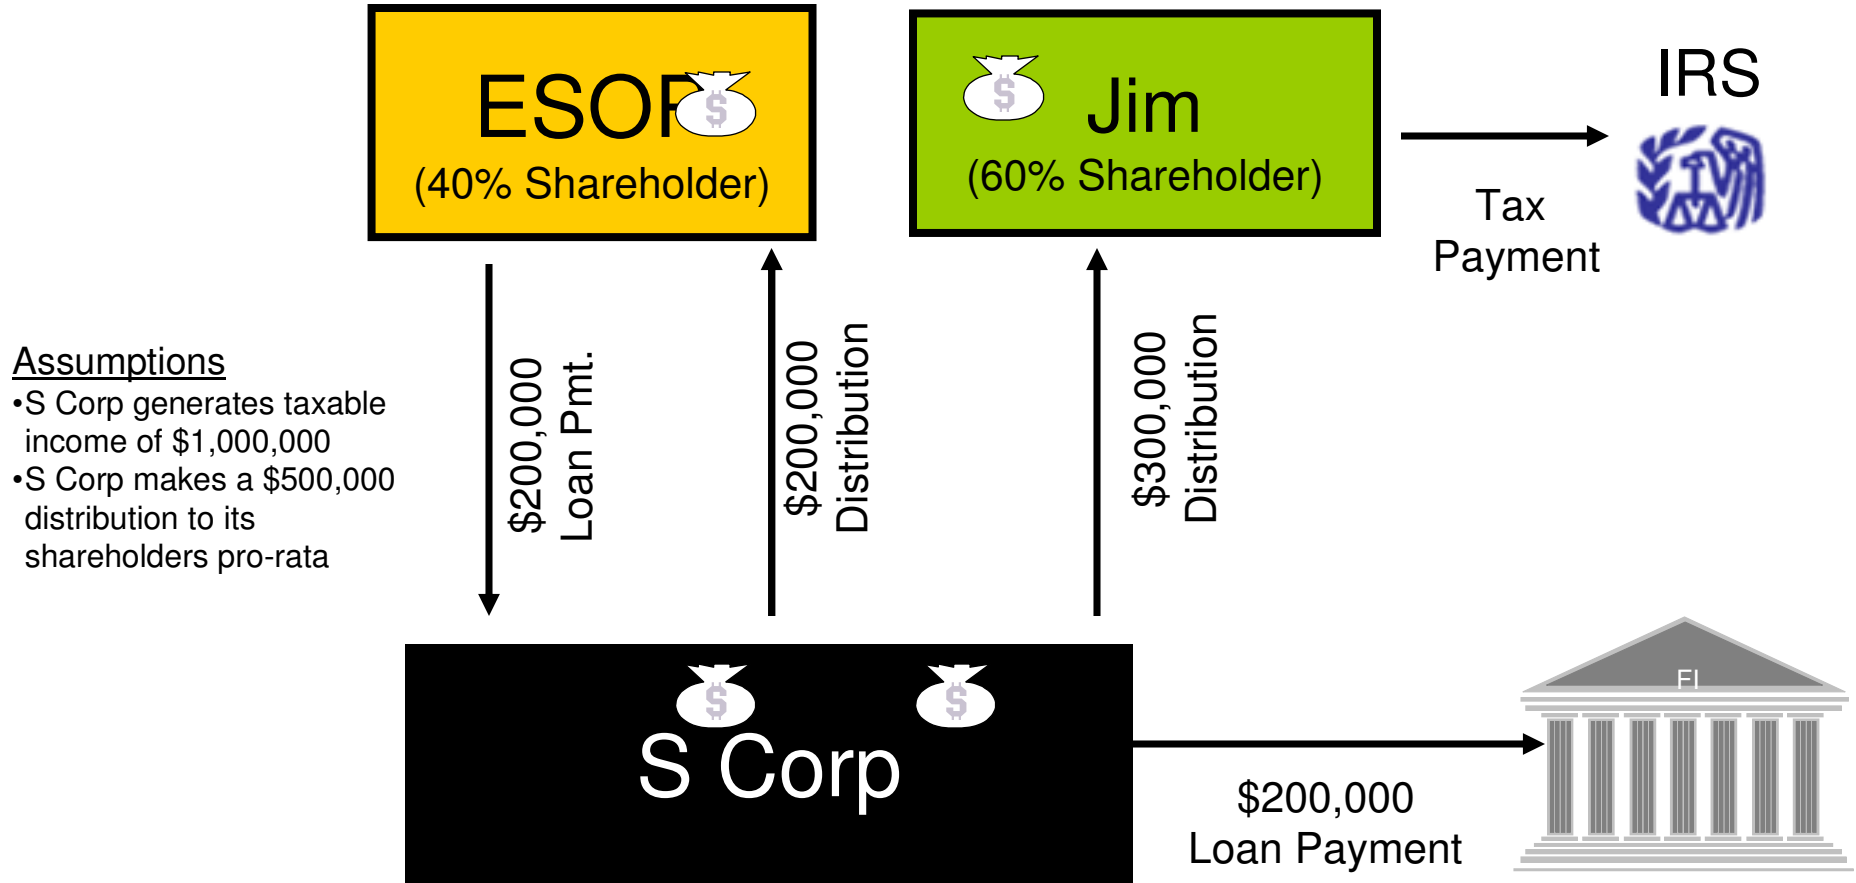 ESOP
(40% Shareholder)
Jim
(60% Shareholder)
IRS
Tax
Payment
Assumptions
•S Corp generates taxable
income of $1,000,000
•S Corp makes a $500,000
distribution to its
shareholders pro-rata
$200,000
Loan Pmt.
$200,000
Distribution
$300,000
Distribution
$
$
$
$
S Corp
FI
$200,000
Loan Payment